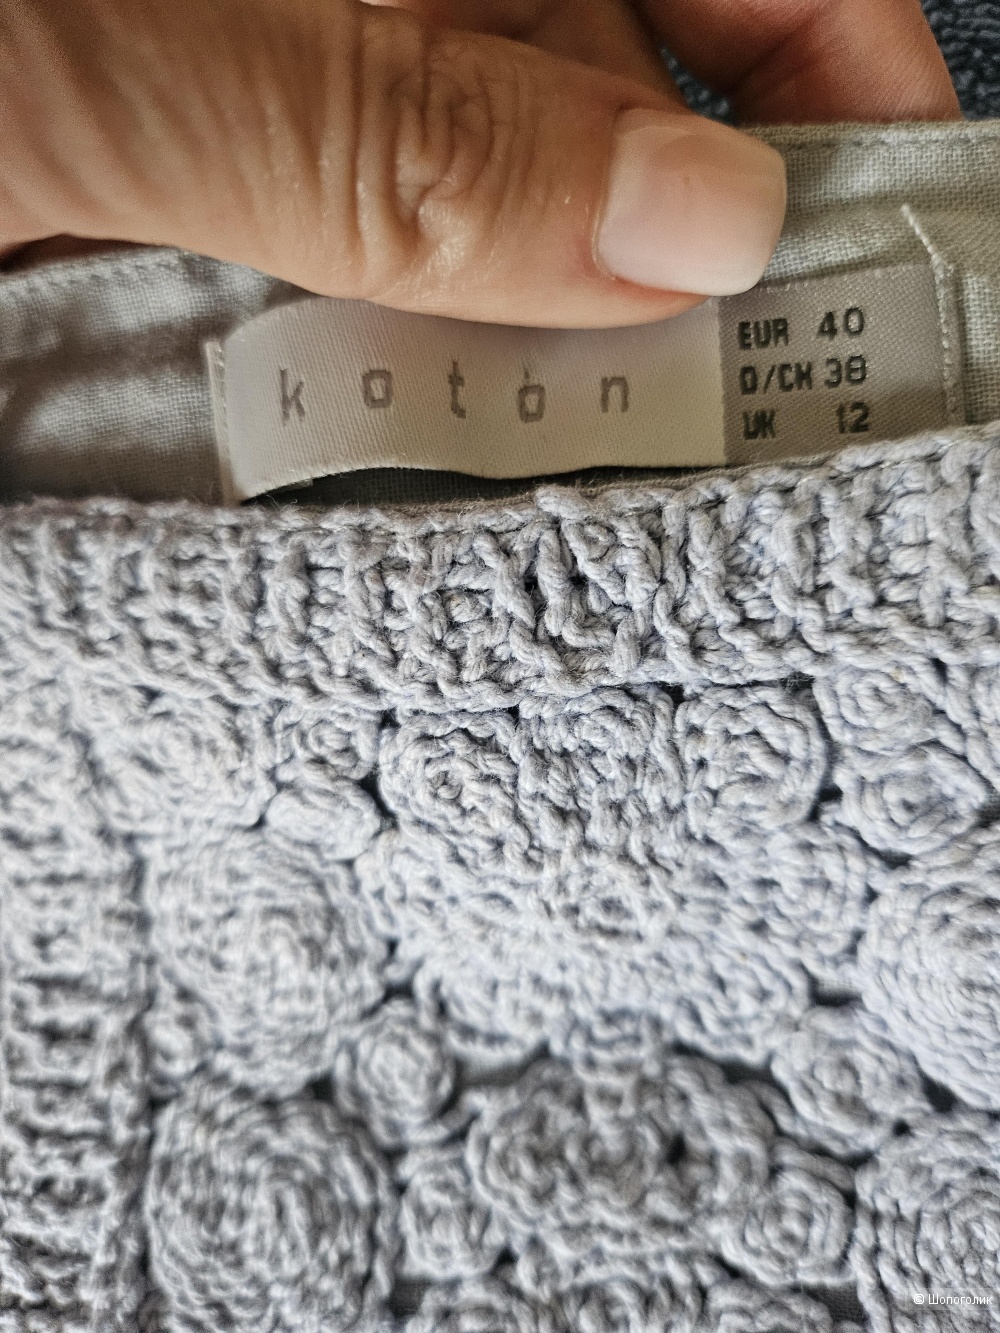 koton
EUR 40
D/CH 38
UK 12
© Шопоголик